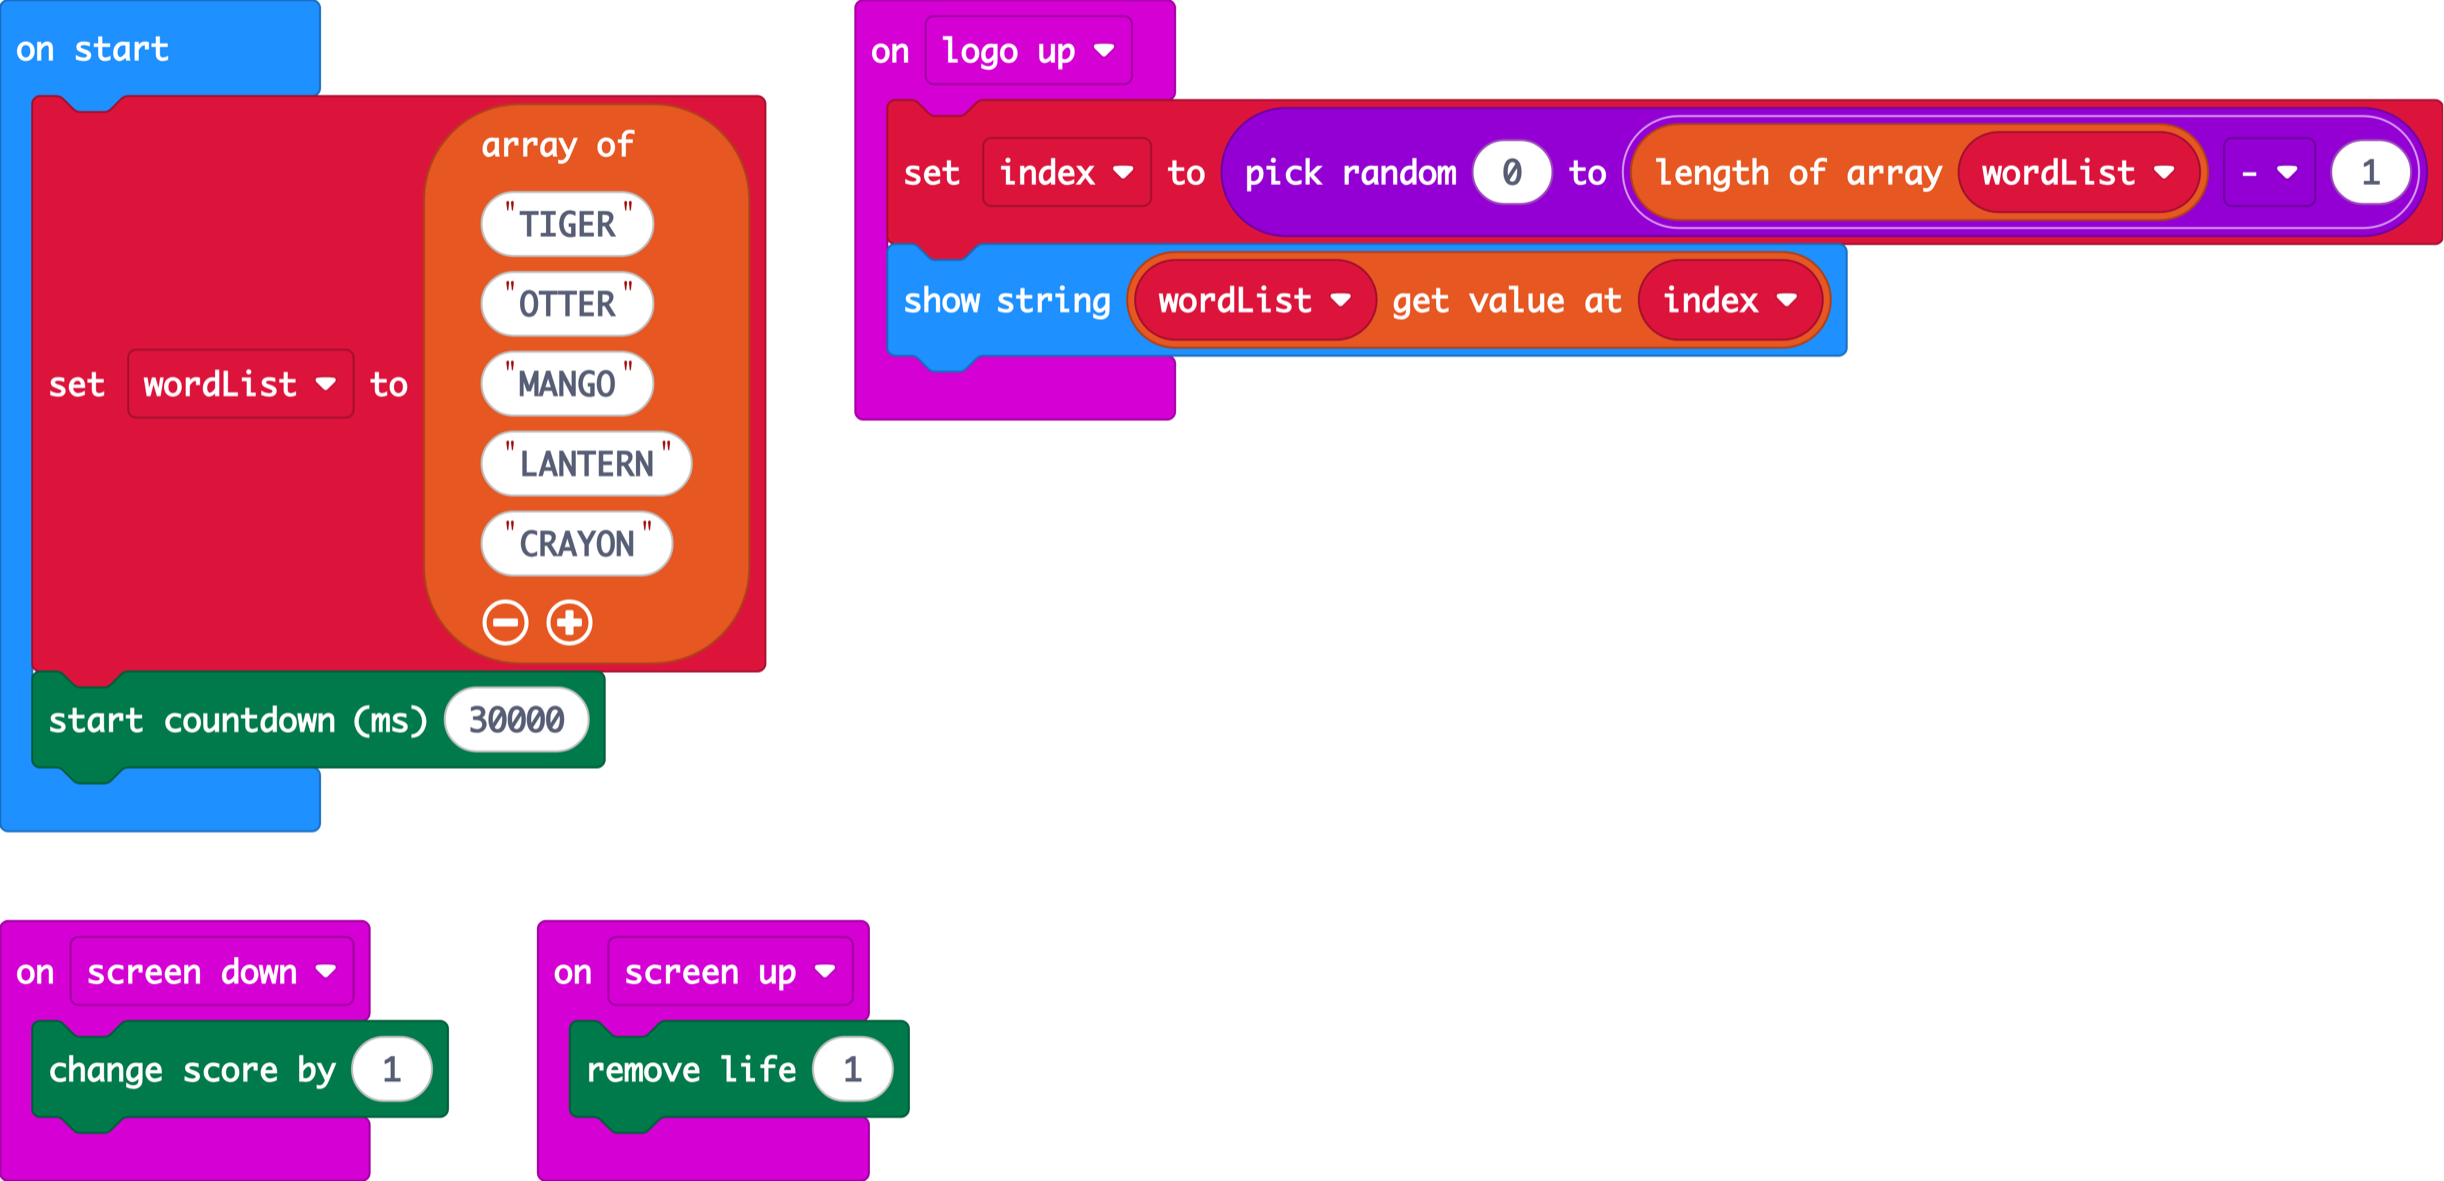 on start
set wordList to array of
"TIGER"
"OTTER"
"MANGO"
"LANTERN"
"CRAYON"
start countdown (ms) 30000
on logo up
set index to pick random 0 to length of array wordList - 1
show string wordList get value at index
on screen down
change score by 1
on screen up
remove life 1